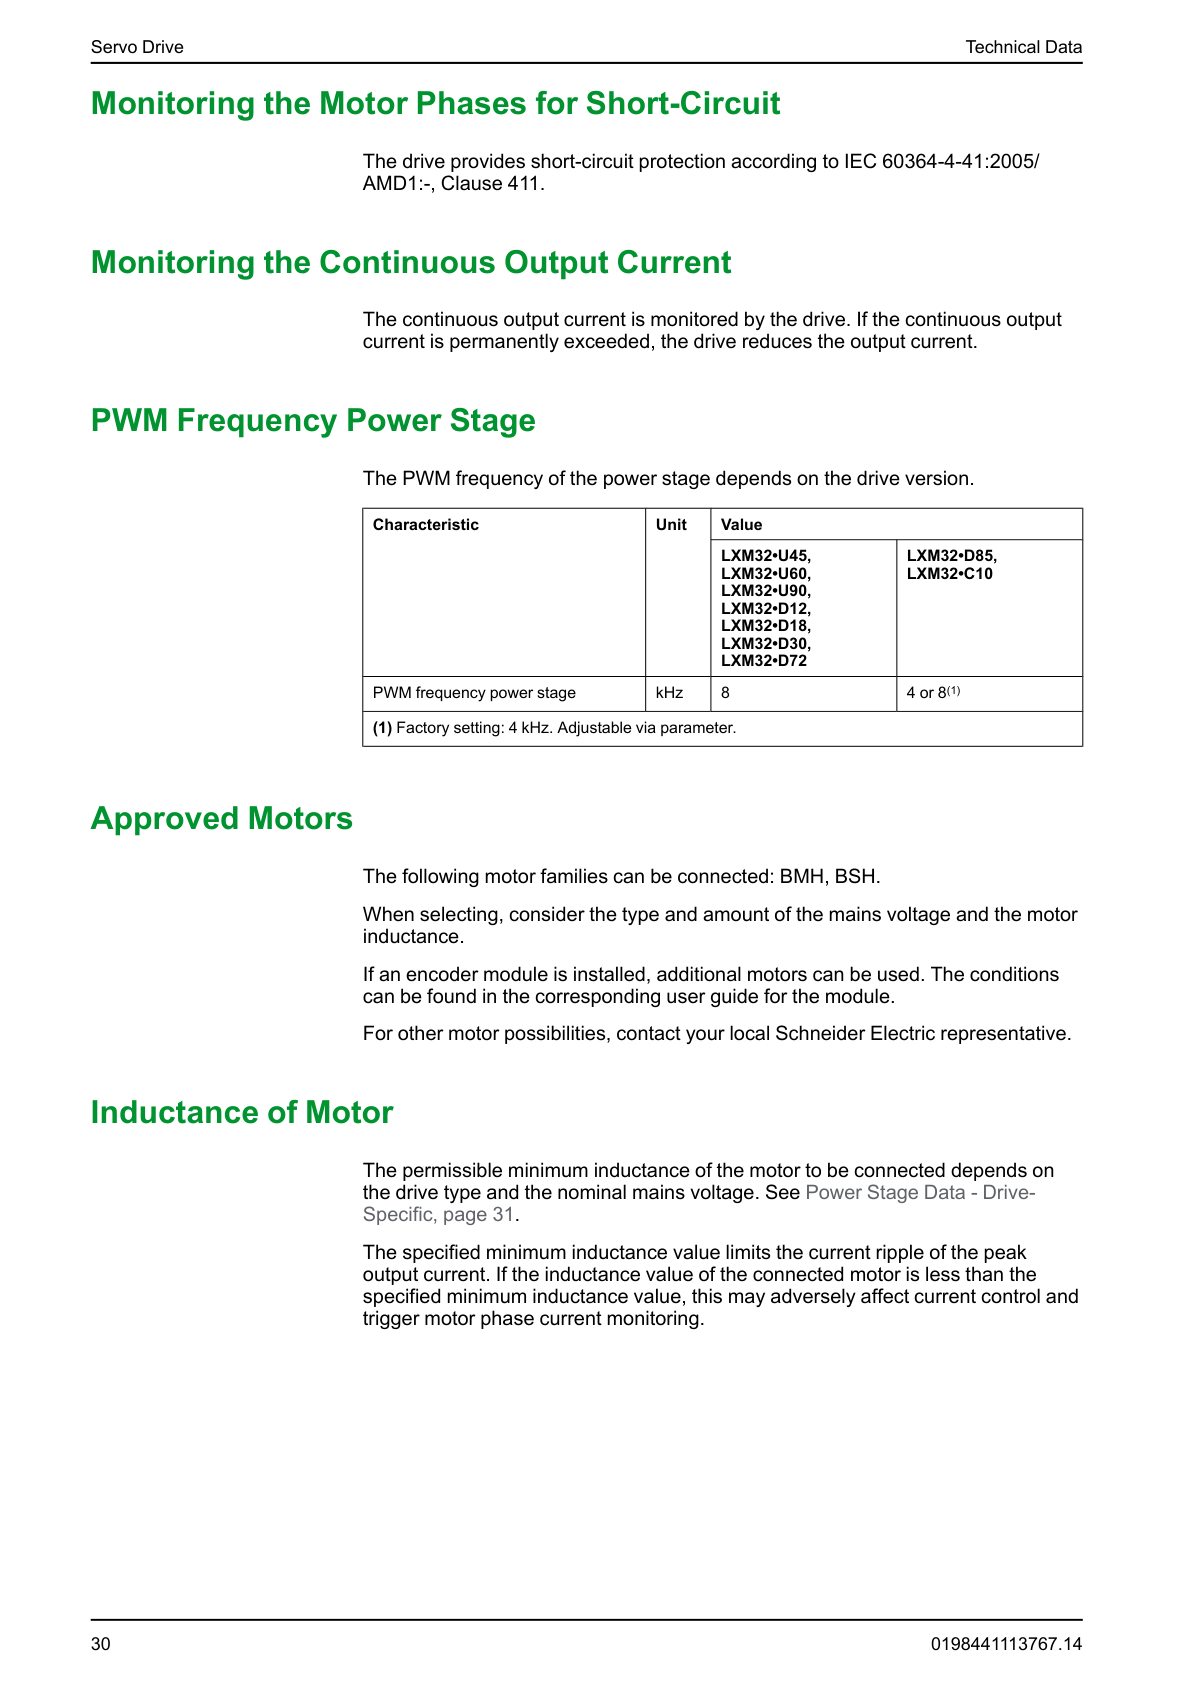 Servo Drive
Technical Data
Monitoring the Motor Phases for Short-Circuit
The drive provides short-circuit protection according to IEC 60364-4-41:2005/
AMD1:-, Clause 411.
Monitoring the Continuous Output Current
The continuous output current is monitored by the drive. If the continuous output
current is permanently exceeded, the drive reduces the output current.
PWM Frequency Power Stage
The PWM frequency of the power stage depends on the drive version.
Characteristic
Unit
Value
LXM32•U45,
LXM32•U60,
LXM32•U90,
LXM32•D12,
LXM32•D18,
LXM32•D30,
LXM32•D72
LXM32•D85,
LXM32•C10
PWM frequency power stage
kHz
8
4 or 8(1)
(1) Factory setting: 4 kHz. Adjustable via parameter.
Approved Motors
The following motor families can be connected: BMH, BSH.
When selecting, consider the type and amount of the mains voltage and the motor
inductance.
If an encoder module is installed, additional motors can be used. The conditions
can be found in the corresponding user guide for the module.
For other motor possibilities, contact your local Schneider Electric representative.
Inductance of Motor
The permissible minimum inductance of the motor to be connected depends on
the drive type and the nominal mains voltage. See Power Stage Data - Drive-
Specific, page 31.
The specified minimum inductance value limits the current ripple of the peak
output current. If the inductance value of the connected motor is less than the
specified minimum inductance value, this may adversely affect current control and
trigger motor phase current monitoring.
30
0198441113767.14